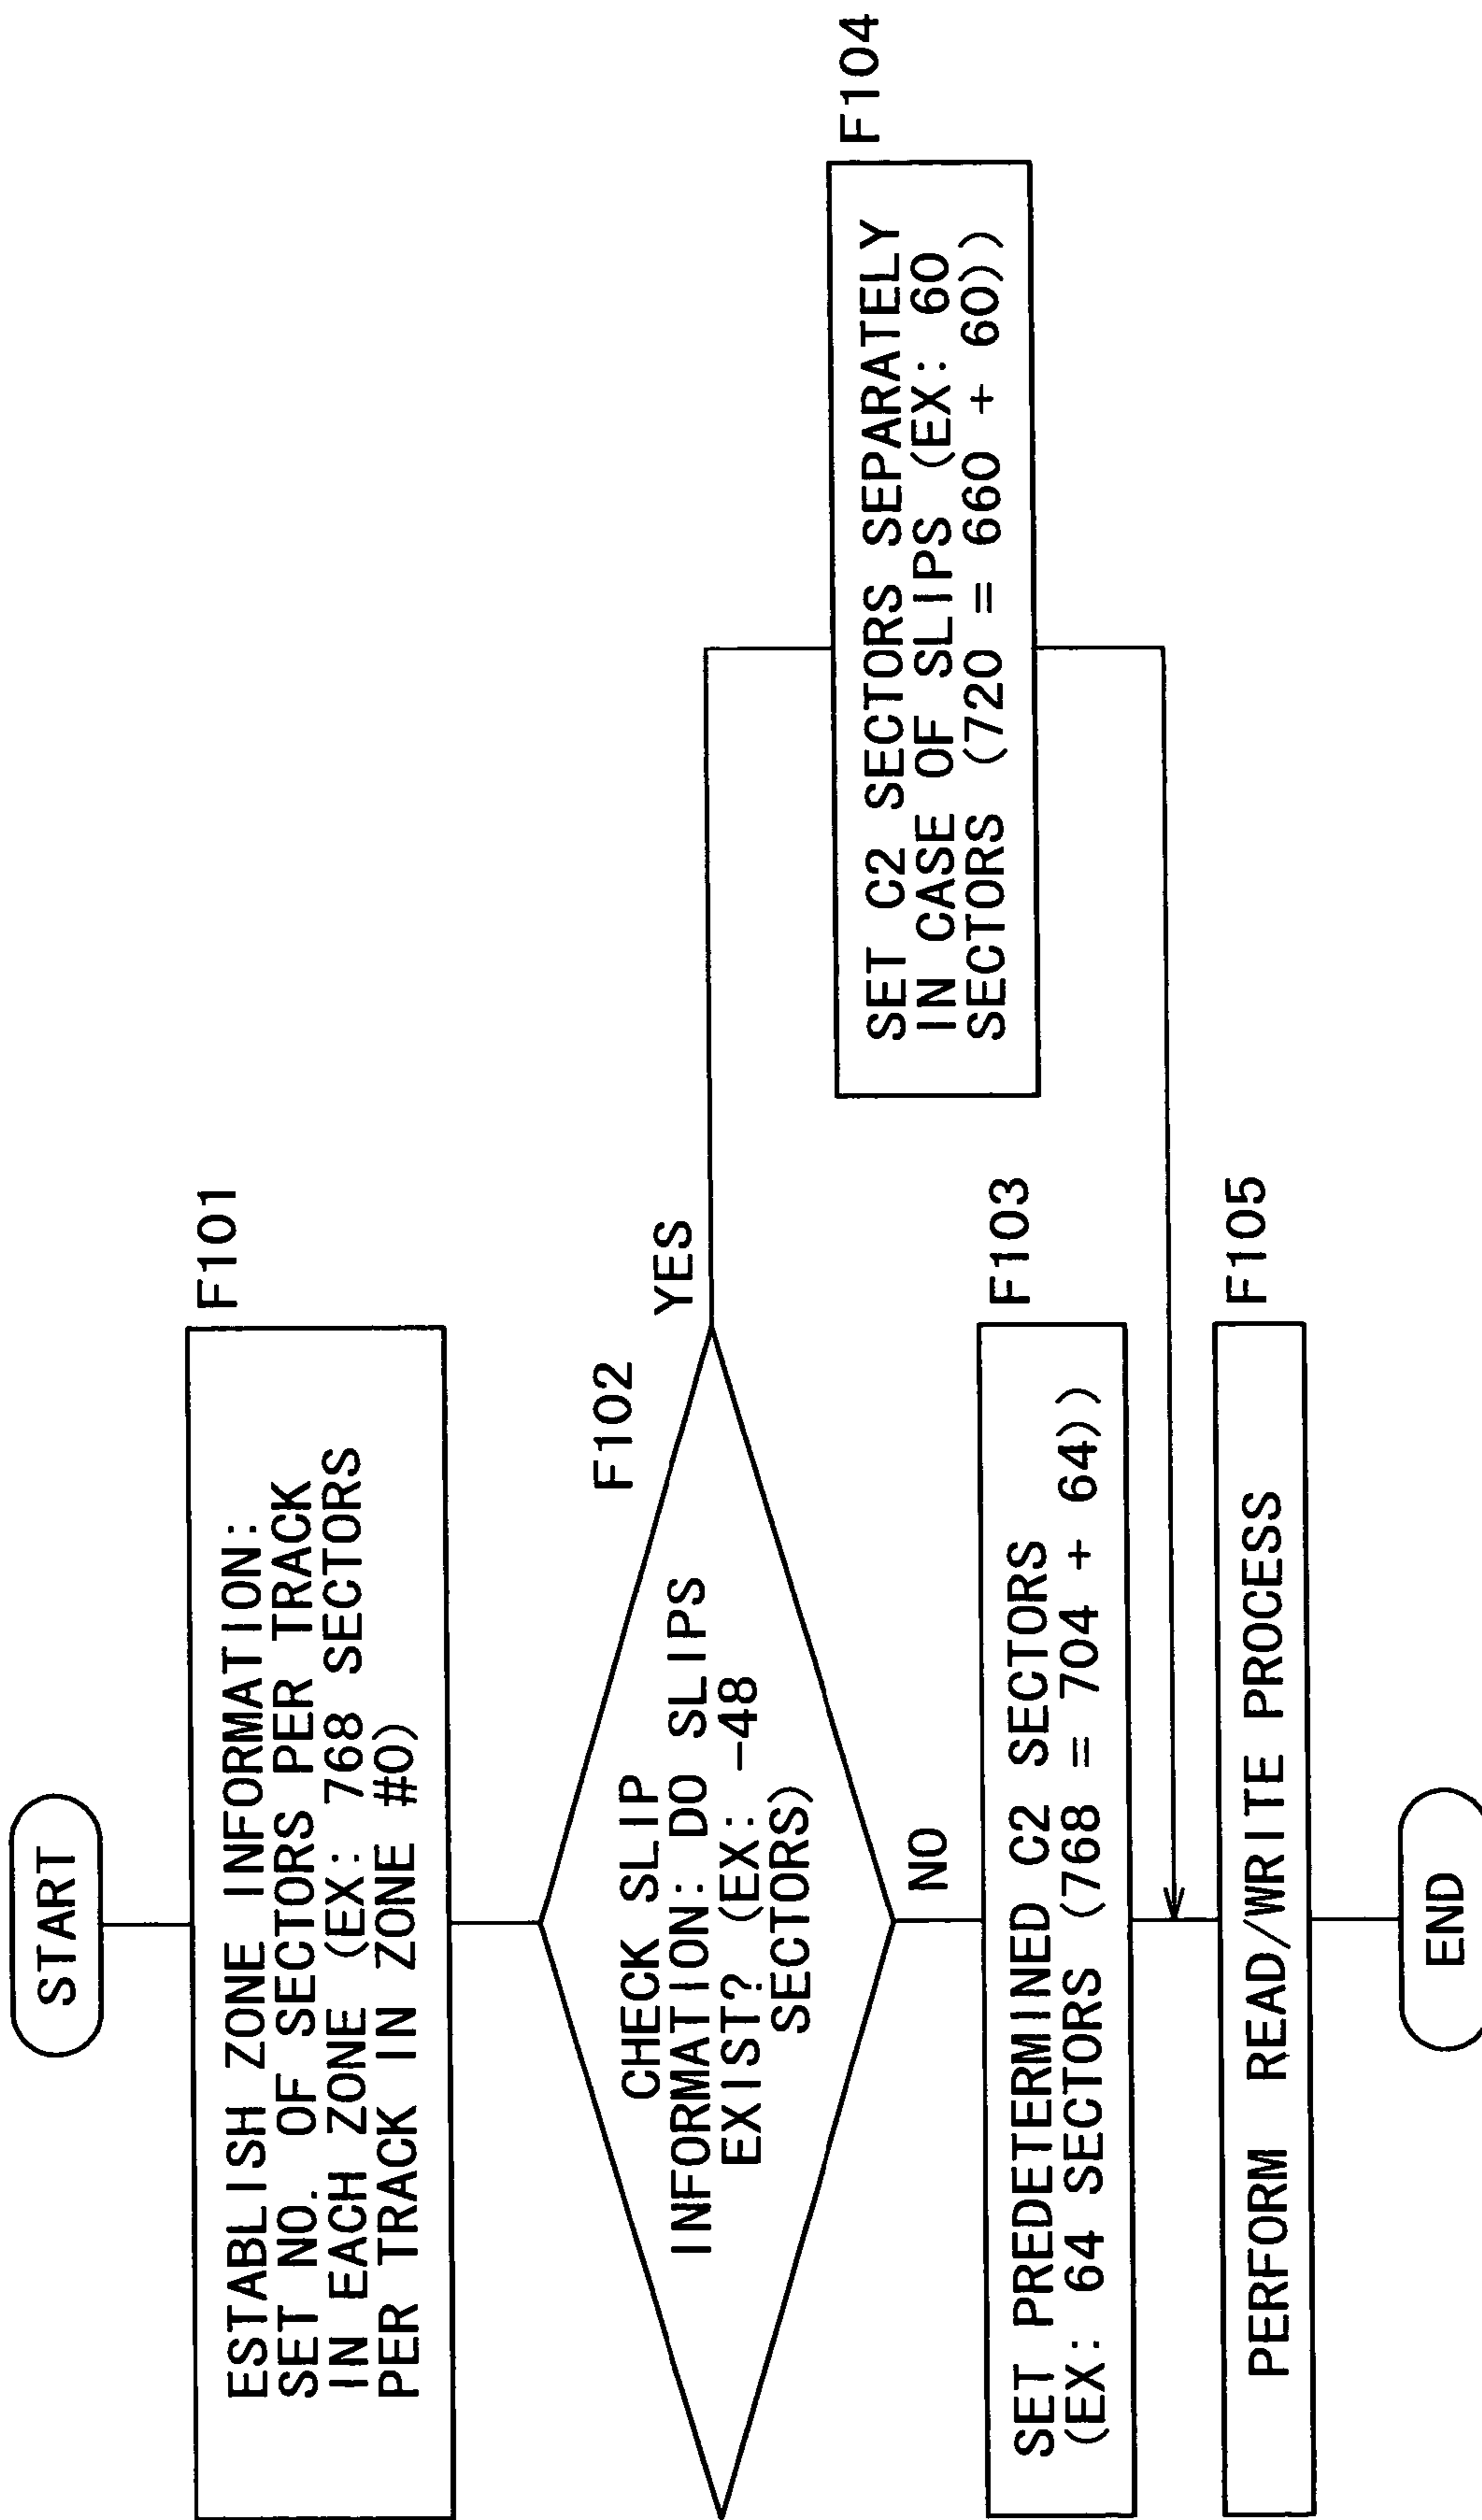 START
F101
ESTABLISH ZONE INFORMATION:
SET NO. OF SECTORS PER TRACK
IN EACH ZONE (EX: 768 SECTORS
PER TRACK IN ZONE #0)
F102
CHECK SLIP
INFORMATION: DO SLIPS
EXIST? (EX: -48
SECTORS)
YES
NO
F104
SET C2 SECTORS SEPARATELY
IN CASE OF SLIPS (EX: 60
SECTORS (720 = 660 + 60))
F103
SET PREDETERMINED C2 SECTORS
(EX: 64 SECTORS (768 = 704 + 64))
F105
PERFORM READ/WRITE PROCESS
END